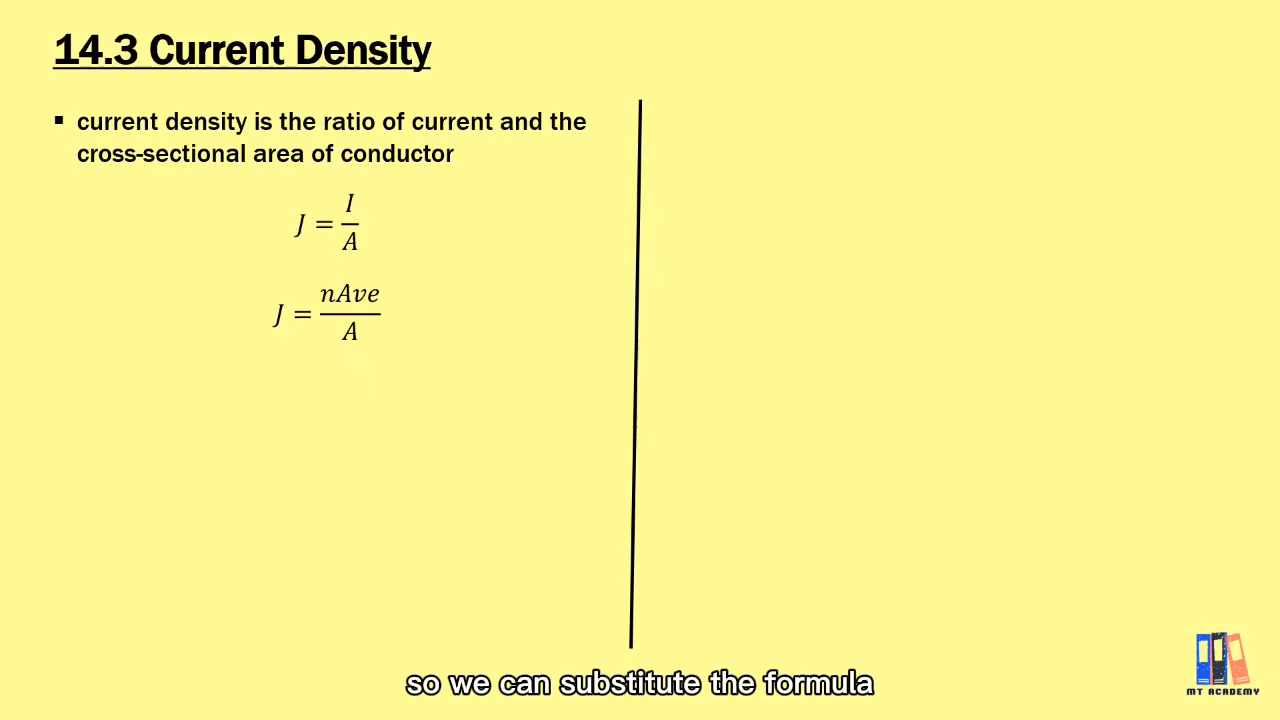 14.3 Current Density
▪ current density is the ratio of current and the
cross-sectional area of conductor
J = I/A
J = nAve/A
so we can substitute the formula
MT ACADEMY